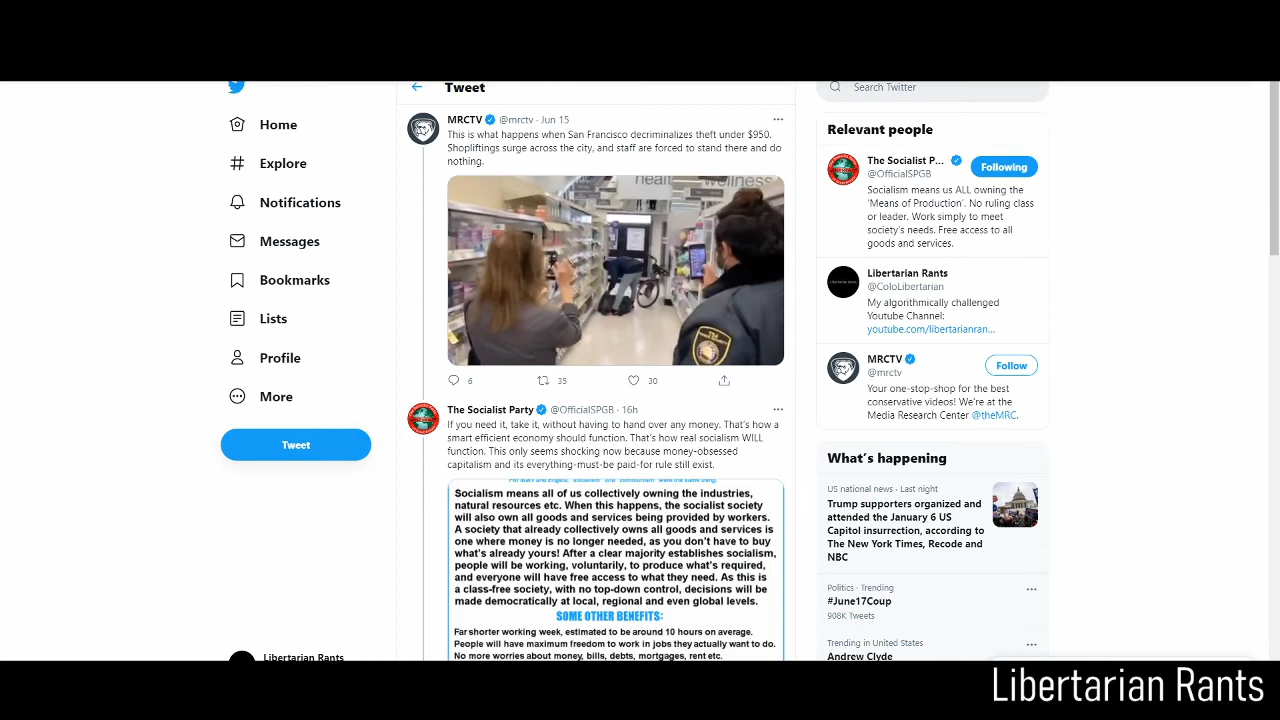 Tweet
Search Twitter
Home
Explore
Notifications
Messages
Bookmarks
Lists
Profile
More
Tweet
MRCTV @mrctv · Jun 15
This is what happens when San Francisco decriminalizes theft under $950.
Shopliftings surge across the city, and staff are forced to stand there and do
nothing.
health wellness
6 35 30
The Socialist Party @OfficialSPGB · 16h
If you need it, take it, without having to hand over any money. That's how a
smart efficient economy should function. That's how real socialism WILL
function. This only seems shocking now because money-obsessed
capitalism and its everything-must-be paid-for rule still exist.
For Marx and Engels, "socialism" and "communism" were the same thing.
Socialism means all of us collectively owning the industries,
natural resources etc. When this happens, the socialist society
will also own all goods and services being provided by workers.
A society that already collectively owns all goods and services is
one where money is no longer needed, as you don't have to buy
what's already yours! After a clear majority establishes socialism,
people will be working, voluntarily, to produce what's required,
and everyone will have free access to what they need. As this is
a class-free society, with no top-down control, decisions will be
made democratically at local, regional and even global levels.
SOME OTHER BENEFITS:
Far shorter working week, estimated to be around 10 hours on average.
People will have maximum freedom to work in jobs they actually want to do.
No more worries about money, bills, debts, mortgages, rent etc.
Relevant people
The Socialist P...
@OfficialSPGB
Following
Socialism means us ALL owning the
'Means of Production'. No ruling class
or leader. Work simply to meet
society's needs. Free access to all
goods and services.
Libertarian Rants
@ColoLibertarian
My algorithmically challenged
Youtube Channel:
youtube.com/libertarianran...
MRCTV
@mrctv
Follow
Your one-stop-shop for the best
conservative videos! We're at the
Media Research Center @theMRC.
What's happening
US national news · Last night
Trump supporters organized and
attended the January 6 US
Capitol insurrection, according to
The New York Times, Recode and
NBC
Politics · Trending
#June17Coup
908K Tweets
Trending in United States
Andrew Clyde
Libertarian Rants
Libertarian Rants